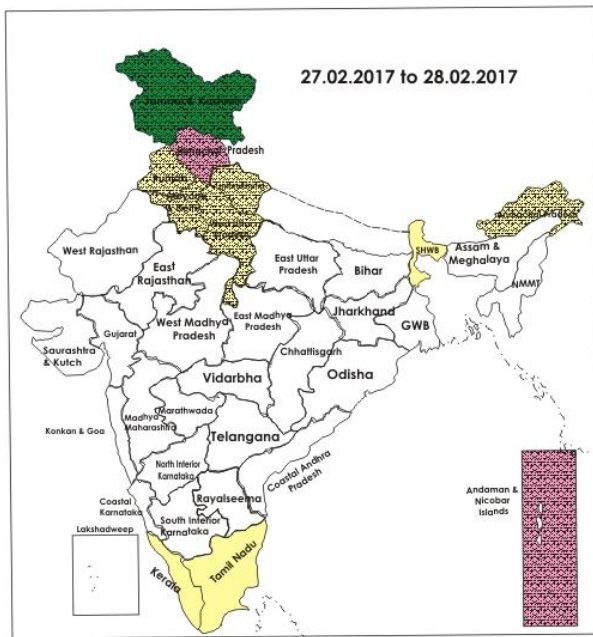 27.02.2017 to 28.02.2017
Jammu & Kashmir
Himachal Pradesh
Punjab
West Rajasthan
East
Rajasthan
East Uttar
Pradesh
Bihar
SHWB
Assam &
Meghalaya
Arunachal Pradesh
NMMT
Saurashtra
& Kutch
Gujarat
West Madhya
Pradesh
East Madhya
Pradesh
Jharkhand
GWB
Chhattisgarh
Odisha
Vidarbha
Konkan & Goa
Madhya
Maharashtra
Marathwada
Telangana
North Interior
Karnataka
Coastal Andhra
Pradesh
Coastal
Karnataka
Rayalseema
South Interior
Karnataka
Lakshadweep
Kerala
Tamil Nadu
Andaman &
Nicobar
Islands